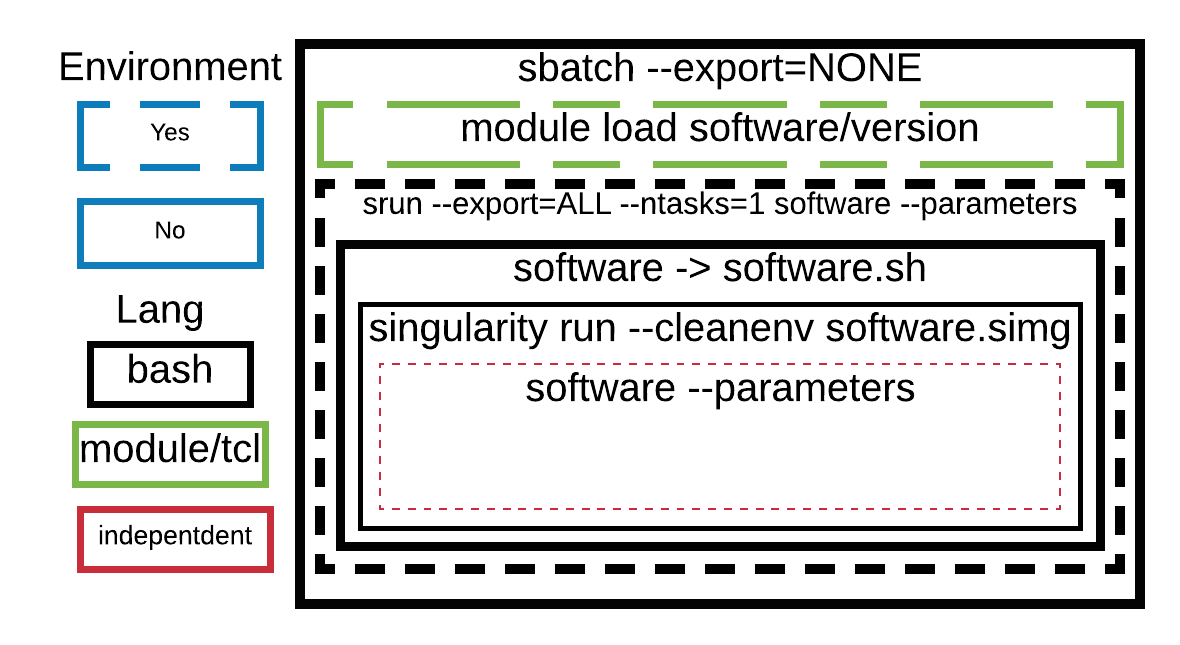 Environment
Yes
No
Lang
bash
module/tcl
indepentdent
sbatch --export=NONE
module load software/version
srun --export=ALL --ntasks=1 software --parameters
software -> software.sh
singularity run --cleanenv software.simg
software --parameters